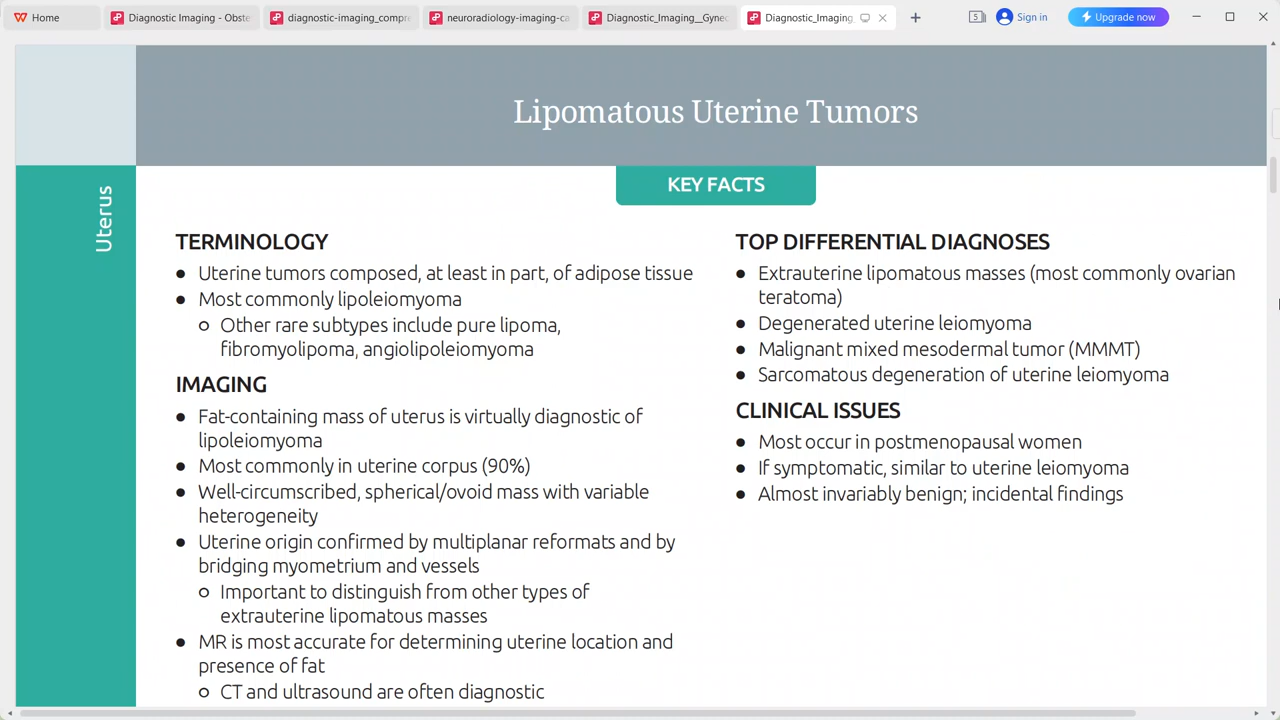 Home
Diagnostic Imaging - Obste
diagnostic-imaging_compre
neuroradiology-imaging-ca
Diagnostic_Imaging__Gynec
Diagnostic_Imaging_
5
Sign in
Upgrade now
Lipomatous Uterine Tumors
Uterus
KEY FACTS
TERMINOLOGY
● Uterine tumors composed, at least in part, of adipose tissue
● Most commonly lipoleiomyoma
○ Other rare subtypes include pure lipoma,
fibromyolipoma, angiolipoleiomyoma
IMAGING
● Fat-containing mass of uterus is virtually diagnostic of
lipoleiomyoma
● Most commonly in uterine corpus (90%)
● Well-circumscribed, spherical/ovoid mass with variable
heterogeneity
● Uterine origin confirmed by multiplanar reformats and by
bridging myometrium and vessels
○ Important to distinguish from other types of
extrauterine lipomatous masses
● MR is most accurate for determining uterine location and
presence of fat
○ CT and ultrasound are often diagnostic
TOP DIFFERENTIAL DIAGNOSES
● Extrauterine lipomatous masses (most commonly ovarian
teratoma)
● Degenerated uterine leiomyoma
● Malignant mixed mesodermal tumor (MMMT)
● Sarcomatous degeneration of uterine leiomyoma
CLINICAL ISSUES
● Most occur in postmenopausal women
● If symptomatic, similar to uterine leiomyoma
● Almost invariably benign; incidental findings